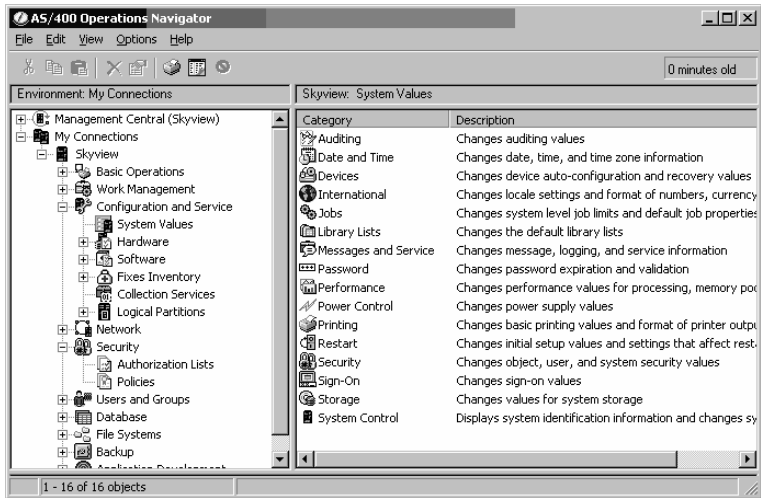 AS/400 Operations Navigator
File Edit View Options Help
0 minutes old
Environment: My Connections
Skyview: System Values
Management Central (Skyview)
My Connections
Skyview
Basic Operations
Work Management
Configuration and Service
System Values
Hardware
Software
Fixes Inventory
Collection Services
Logical Partitions
Network
Security
Authorization Lists
Policies
Users and Groups
Database
File Systems
Backup
Application Development
Category Description
Auditing Changes auditing values
Date and Time Changes date, time, and time zone information
Devices Changes device auto-configuration and recovery values
International Changes locale settings and format of numbers, currency
Jobs Changes system level job limits and default job properties
Library Lists Changes the default library lists
Messages and Service Changes message, logging, and service information
Password Changes password expiration and validation
Performance Changes performance values for processing, memory poo
Power Control Changes power supply values
Printing Changes basic printing values and format of printer outpu
Restart Changes initial setup values and settings that affect rest
Security Changes object, user, and system security values
Sign-On Changes sign-on values
Storage Changes values for system storage
System Control Displays system identification information and changes sy
1 - 16 of 16 objects